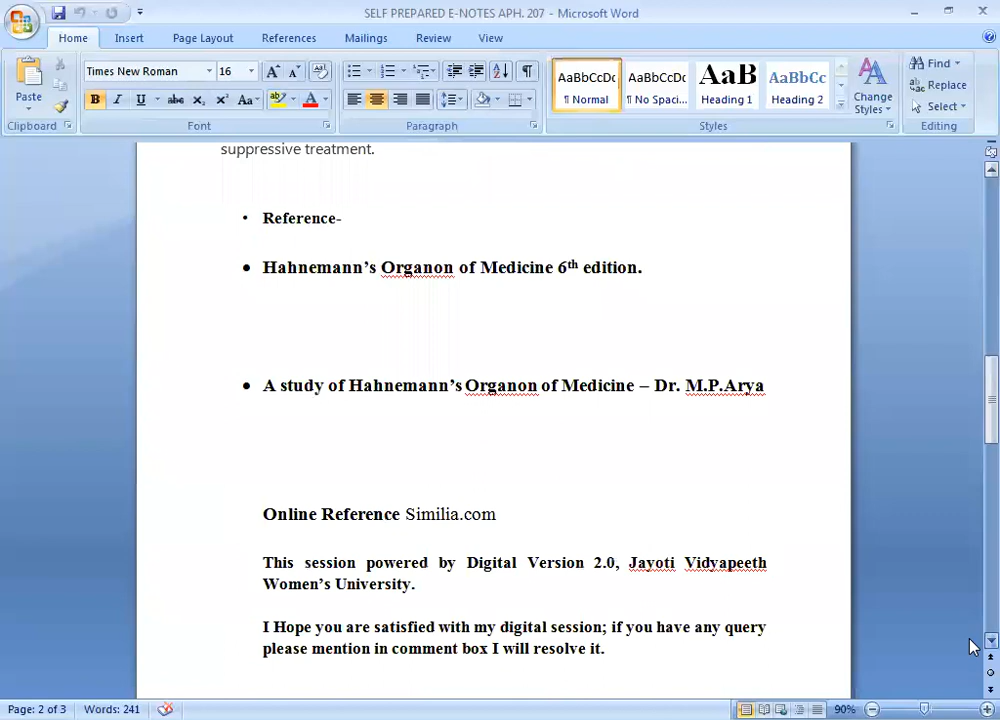 SELF PREPARED E-NOTES APH. 207 - Microsoft Word
Home Insert Page Layout References Mailings Review View
Paste
Times New Roman 16
AaBbCcDc AaBbCcDc AaB AaBbCc
¶ Normal ¶ No Spaci... Heading 1 Heading 2
Change Styles
Find
Replace
Select
Clipboard Font Paragraph Styles Editing
suppressive treatment.
• Reference-
• Hahnemann’s Organon of Medicine 6th edition.
• A study of Hahnemann’s Organon of Medicine – Dr. M.P.Arya
Online Reference Similia.com
This session powered by Digital Version 2.0, Jayoti Vidyapeeth
Women’s University.
I Hope you are satisfied with my digital session; if you have any query
please mention in comment box I will resolve it.
Page: 2 of 3 Words: 241 90%